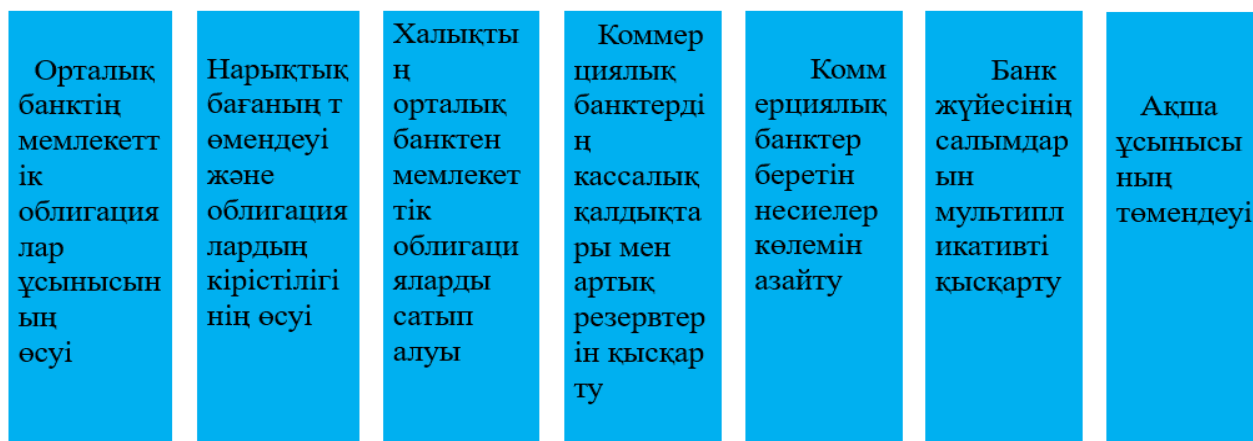 Орталық
банктің
мемлекетт
ік
облигация
лар
ұсынысын
ың
өсуі
Нарықтық
бағаның т
өмендеуі
және
облигация
лардың
кірістілігі
нің өсуі
Халықты
ң
орталық
банктен
мемлекет
тік
облигаци
яларды
сатып
алуы
Коммер
циялық
банктерді
ң
кассалық
қалдықта
ры мен
артық
резервтер
ін қысқар
ту
Комм
ерциялық
банктер
беретін
несиелер
көлемін
азайту
Банк
жүйесінің
салымдар
ын
мультипл
икативті
қысқарту
Ақша
ұсынысы
ның
төмендеуі